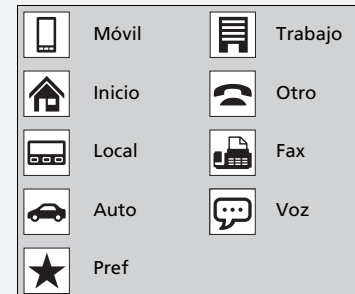 Móvil
Trabajo
Inicio
Otro
Local
Fax
Auto
Voz
Pref